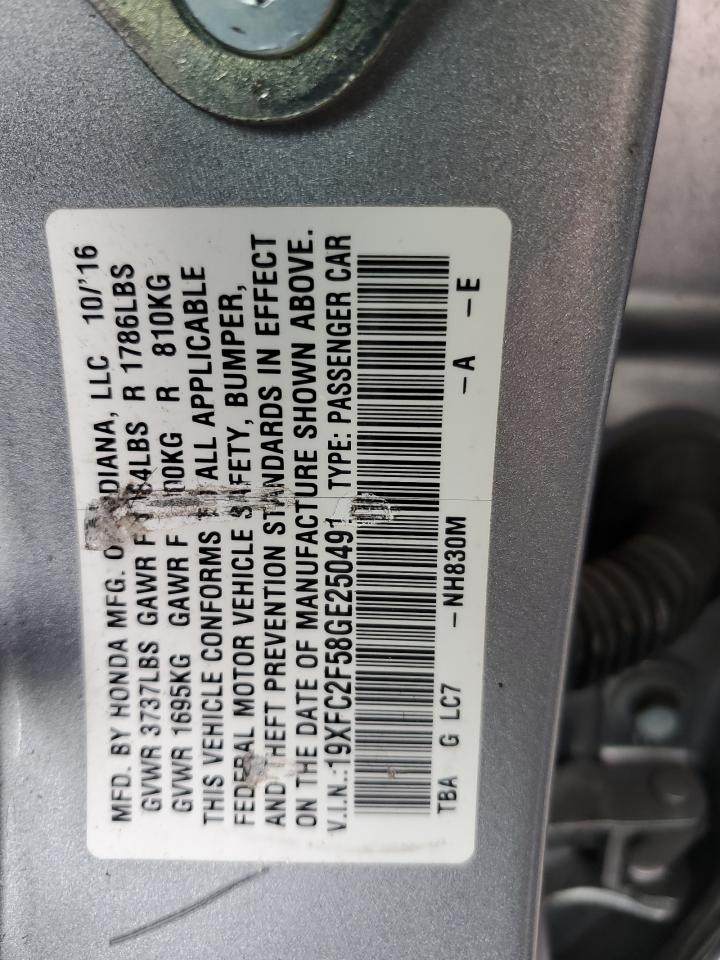 MFD. BY HONDA MFG. O DIANA, LLC 10/'16
GVWR 3737LBS GAWR F 4LBS R 1786LBS
GVWR 1695KG GAWR F 0KG R 810KG
THIS VEHICLE CONFORMS ALL APPLICABLE
FEDERAL MOTOR VEHICLE S FETY, BUMPER,
AND THEFT PREVENTION STANDARDS IN EFFECT
ON THE DATE OF MANUFACTURE SHOWN ABOVE.
V.I.N.:19XFC2F58GE250491 TYPE: PASSENGER CAR
TBA G LC7 -NH830M -A -E